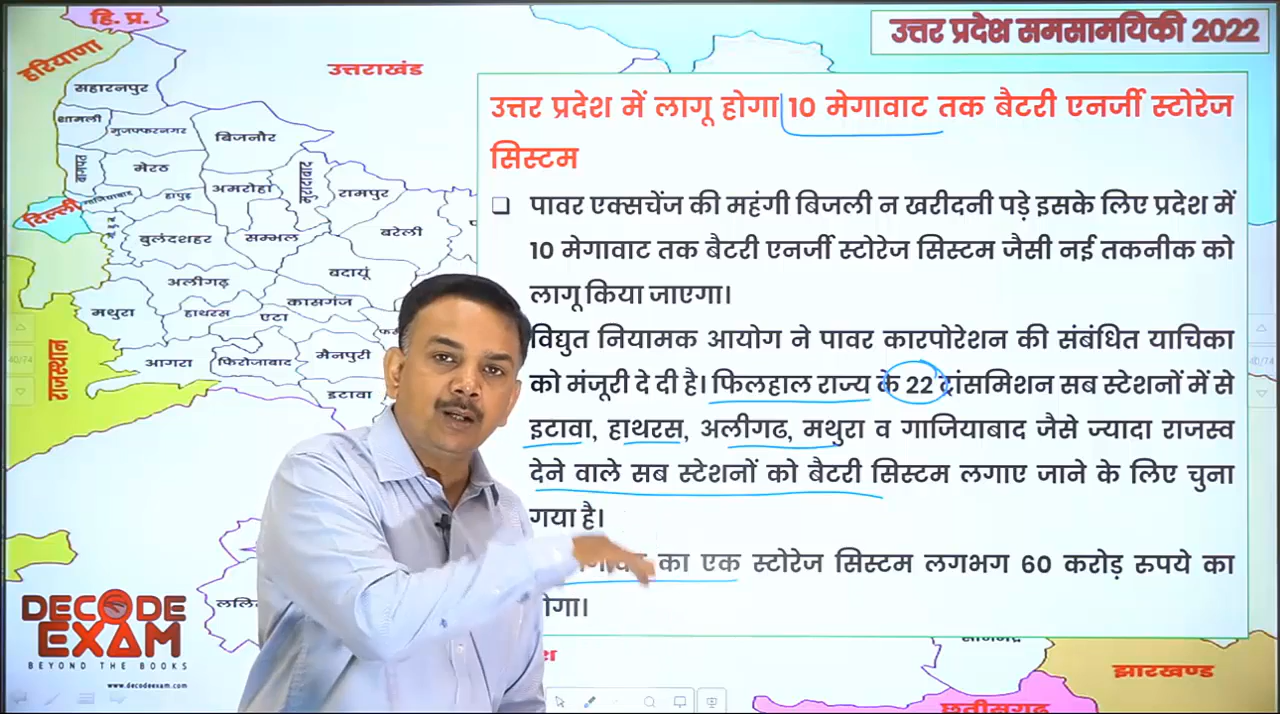 हि. प्र.
उत्तर प्रदेश समसामयिकी 2022
हरियाणा
उत्तराखंड
सहारनपुर
शामली
मुजफ्फरनगर
बिजनौर
बागपत
मेरठ
अमरोहा
मुरादाबाद
रामपुर
हापुड़
गाजियाबाद
दिल्ली
बुलंदशहर
सम्भल
बरेली
बदायूं
अलीगढ़
कासगंज
मथुरा
हाथरस
एटा
आगरा
फिरोजाबाद
मैनपुरी
इटावा
राजस्थान
उत्तर प्रदेश में लागू होगा 10 मेगावाट तक बैटरी एनर्जी स्टोरेज
सिस्टम
पावर एक्सचेंज की महंगी बिजली न खरीदनी पड़े इसके लिए प्रदेश में
10 मेगावाट तक बैटरी एनर्जी स्टोरेज सिस्टम जैसी नई तकनीक को
लागू किया जाएगा।
विद्युत नियामक आयोग ने पावर कारपोरेशन की संबंधित याचिका
को मंजूरी दे दी है। फिलहाल राज्य के 22 ट्रांसमिशन सब स्टेशनों में से
इटावा, हाथरस, अलीगढ, मथुरा व गाजियाबाद जैसे ज्यादा राजस्व
देने वाले सब स्टेशनों को बैटरी सिस्टम लगाए जाने के लिए चुना
गया है।
का एक स्टोरेज सिस्टम लगभग 60 करोड़ रुपये का
40/74
DECODE
EXAM
BEYOND THE BOOKS
www.decodeexam.com
झारखण्ड
छत्तीसगढ़